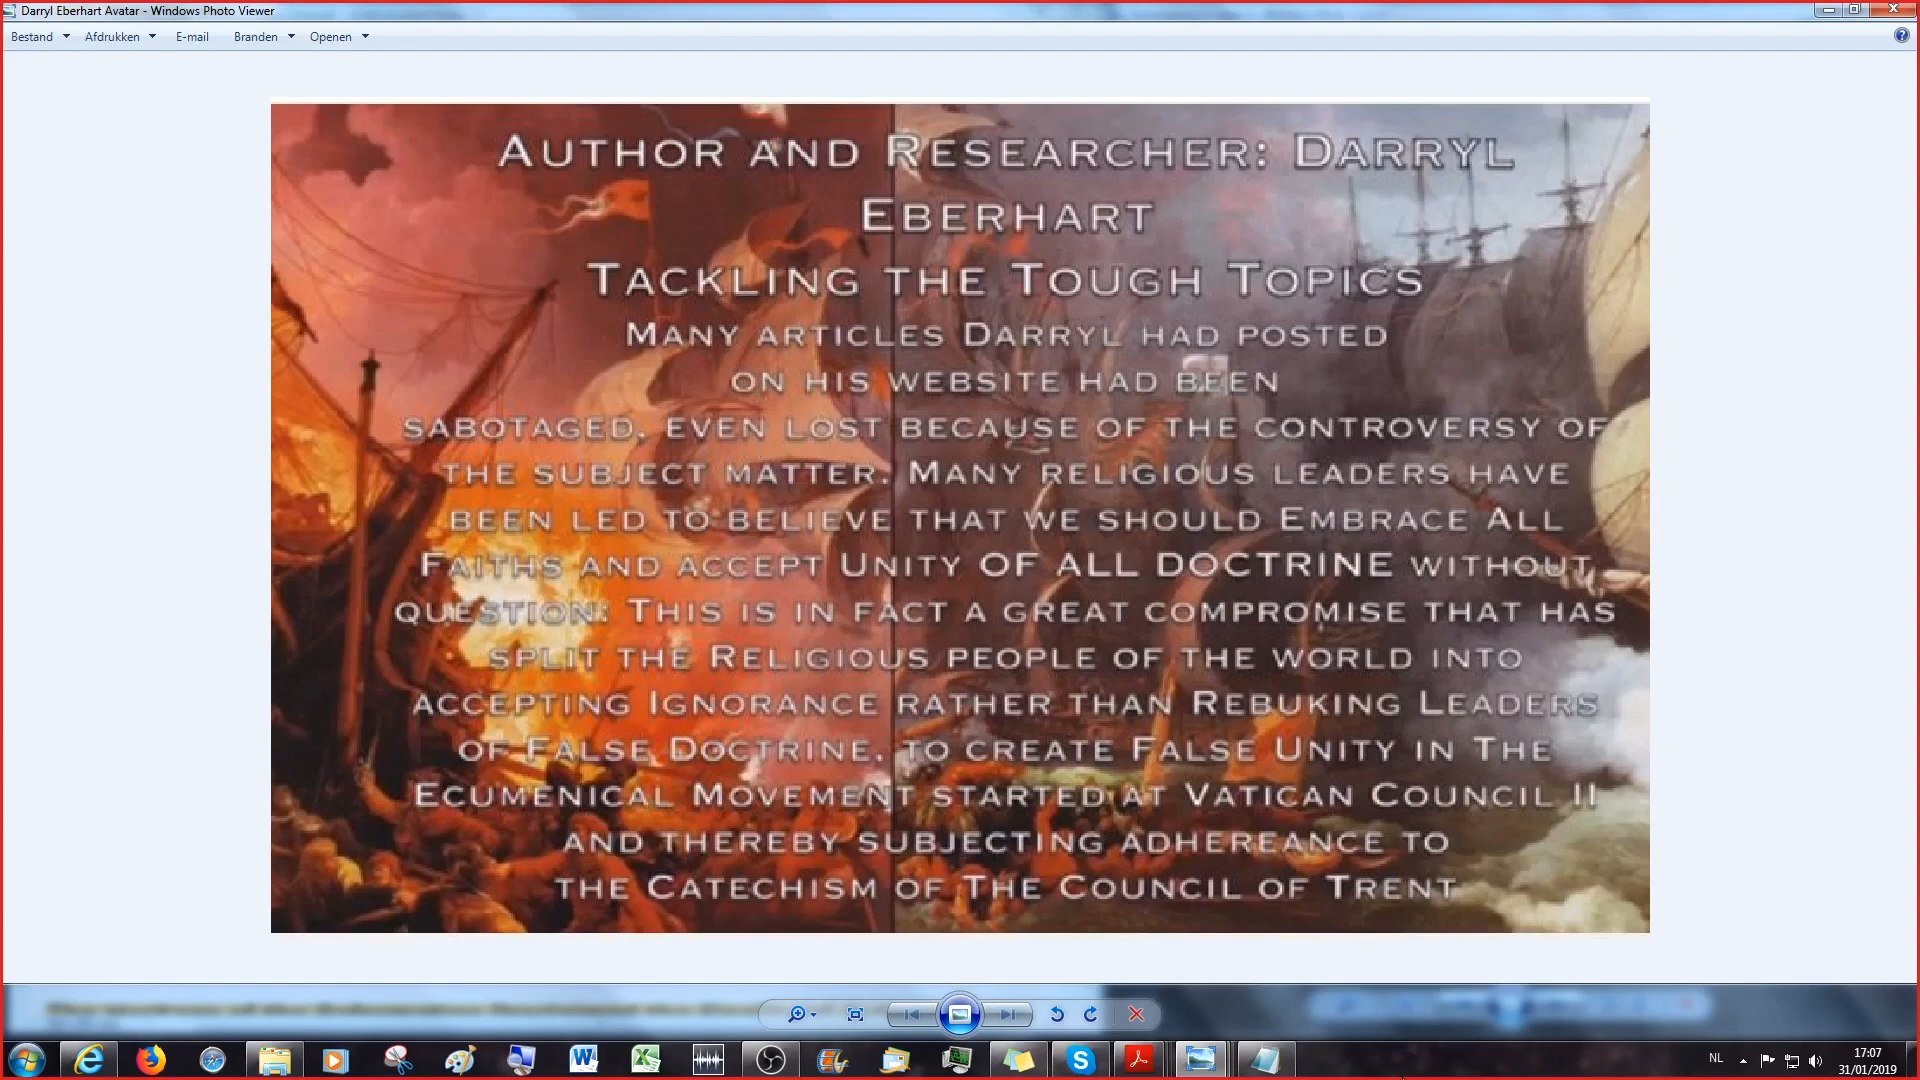 Darryl Eberhart Avatar - Windows Photo Viewer
Bestand Afdrukken E-mail Branden Openen
AUTHOR AND RESEARCHER: DARRYL
EBERHART
TACKLING THE TOUGH TOPICS
MANY ARTICLES DARRYL HAD POSTED
ON HIS WEBSITE HAD BEEN
SABOTAGED, EVEN LOST BECAUSE OF THE CONTROVERSY OF
THE SUBJECT MATTER. MANY RELIGIOUS LEADERS HAVE
BEEN LED TO BELIEVE THAT WE SHOULD EMBRACE ALL
FAITHS AND ACCEPT UNITY OF ALL DOCTRINE WITHOUT
QUESTION: THIS IS IN FACT A GREAT COMPROMISE THAT HAS
SPLIT THE RELIGIOUS PEOPLE OF THE WORLD INTO
ACCEPTING IGNORANCE RATHER THAN REBUKING LEADERS
OF FALSE DOCTRINE, TO CREATE FALSE UNITY IN THE
ECUMENICAL MOVEMENT STARTED AT VATICAN COUNCIL II
AND THEREBY SUBJECTING ADHEREANCE TO
THE CATECHISM OF THE COUNCIL OF TRENT
NL
17:07
31/01/2019